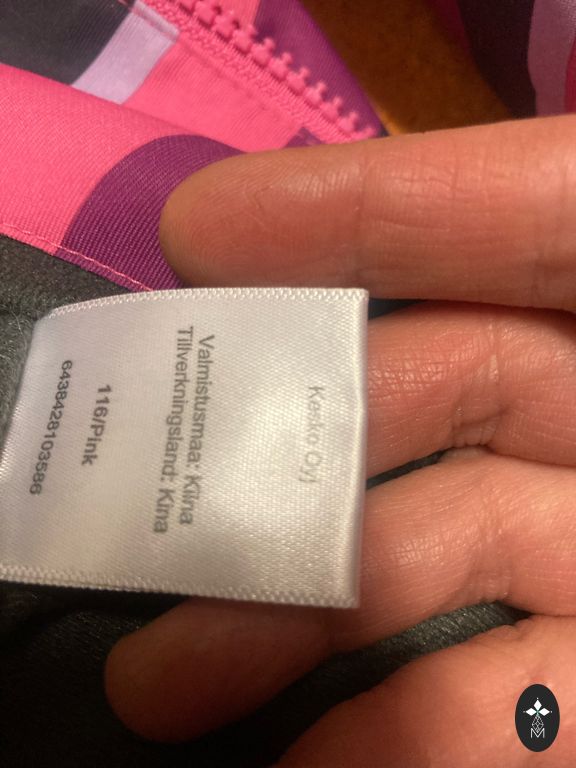 Kesko Oyj
Valmistusmaa: Kiina
Tillverkningsland: Kina
116/Pink
6438428103586
M